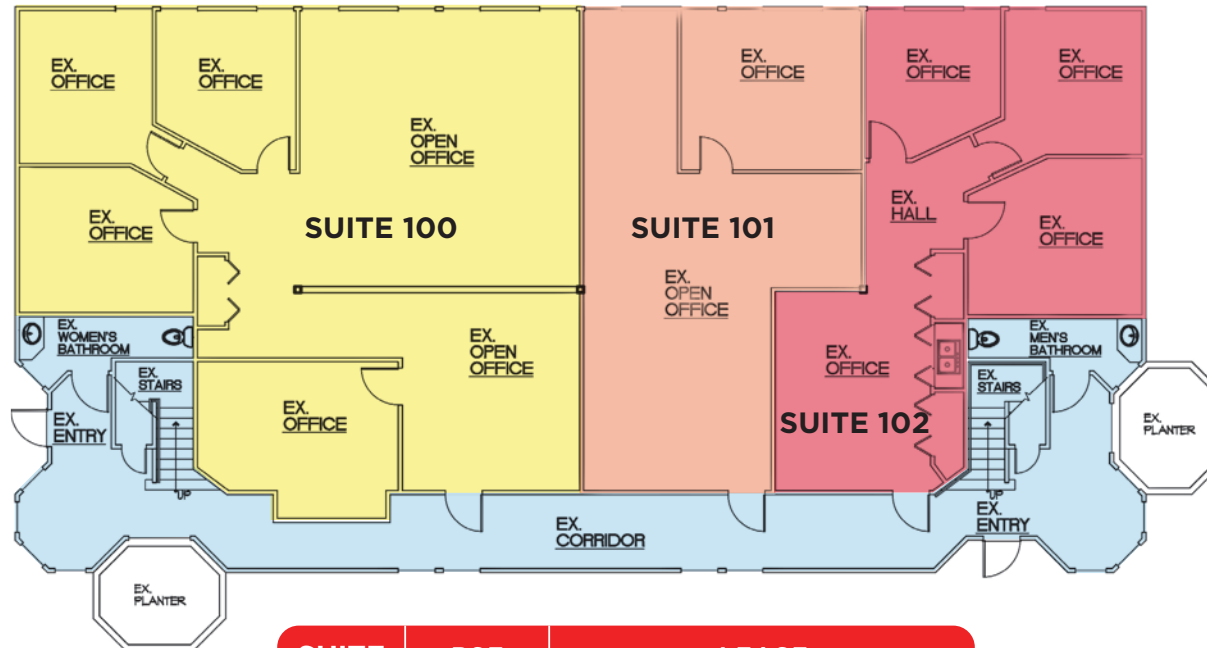 EX.
OFFICE
EX.
OFFICE
EX.
OPEN
OFFICE
EX.
OFFICE
EX.
OFFICE
EX.
OFFICE
EX.
OFFICE
SUITE 100
SUITE 101
EX.
HALL
EX.
OFFICE
EX.
OPEN
OFFICE
EX.
WOMEN'S
BATHROOM
EX.
STAIRS
EX.
OPEN
OFFICE
EX.
OFFICE
EX.
MEN'S
BATHROOM
EX.
STAIRS
EX.
ENTRY
EX.
OFFICE
SUITE 102
EX.
PLANTER
UP
UP
EX.
CORRIDOR
EX.
ENTRY
EX.
PLANTER